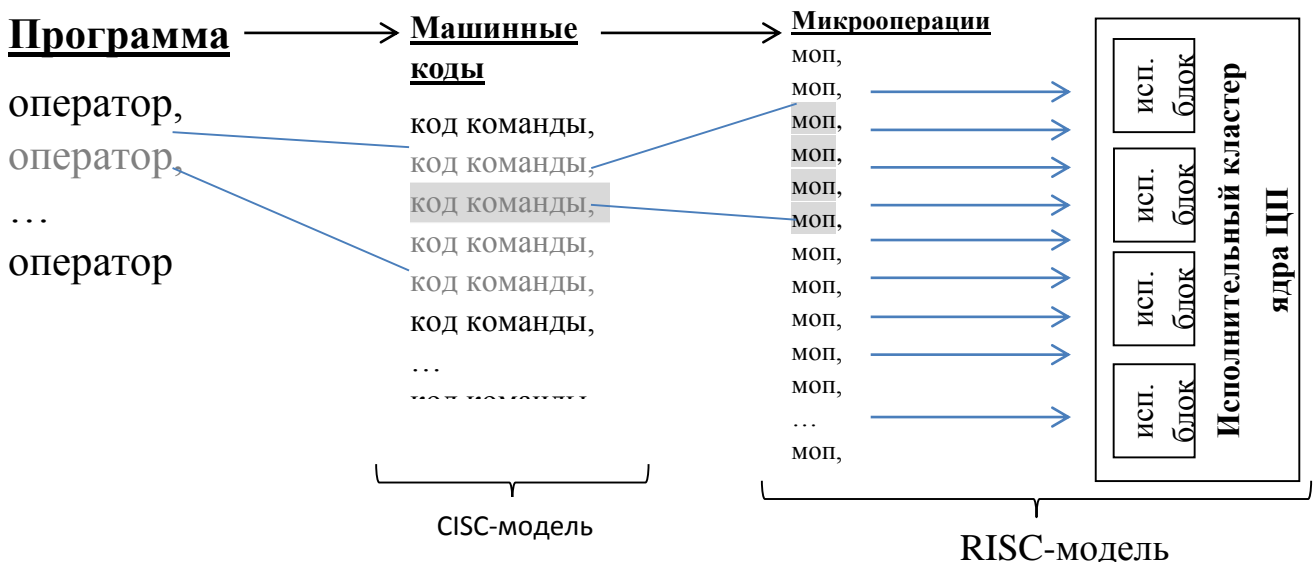 Программа
оператор,
оператор,
…
оператор
Машинные
коды
код команды,
код команды,
код команды,
код команды,
код команды,
код команды,
…
код команды,
CISC-модель
Микрооперации
моп,
моп,
моп,
моп,
моп,
моп,
моп,
моп,
моп,
моп,
моп,
…
моп,
исп.
блок
исп.
блок
исп.
блок
исп.
блок
Исполнительный кластер
ядра ЦП
RISC-модель